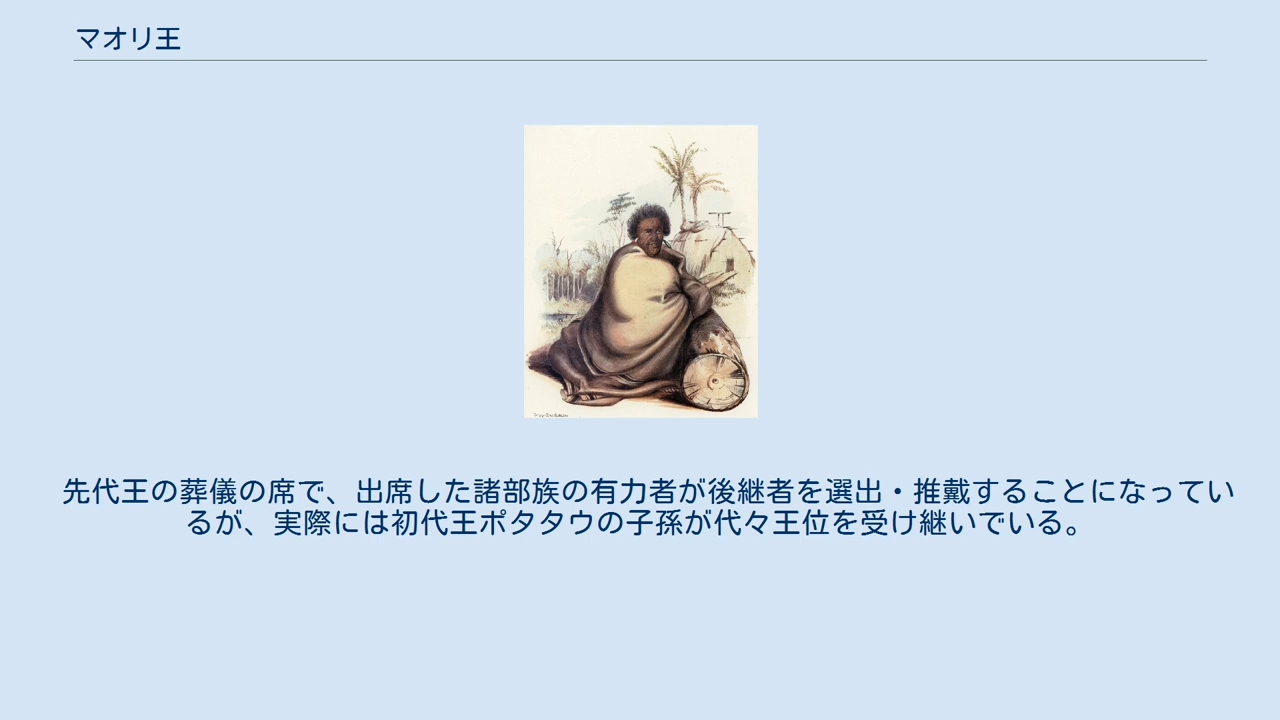 マオリ王
先代王の葬儀の席で、出席した諸部族の有力者が後継者を選出・推戴することになってい
るが、実際には初代王ポタタウの子孫が代々王位を受け継いでいる。